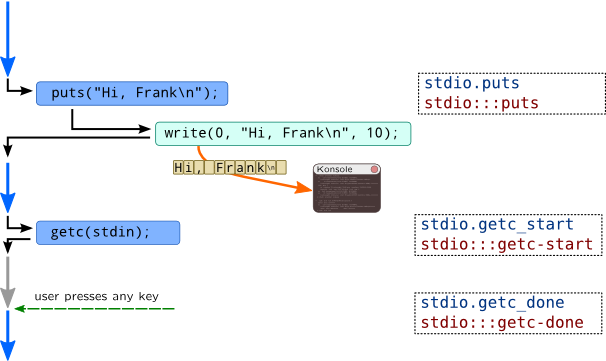 puts("Hi, Frank\n");
stdio.puts
stdio:::puts
write(0, "Hi, Frank\n", 10);
Hi, Frank\n
Konsole
getc(stdin);
stdio.getc_start
stdio:::getc-start
user presses any key
stdio.getc_done
stdio:::getc-done